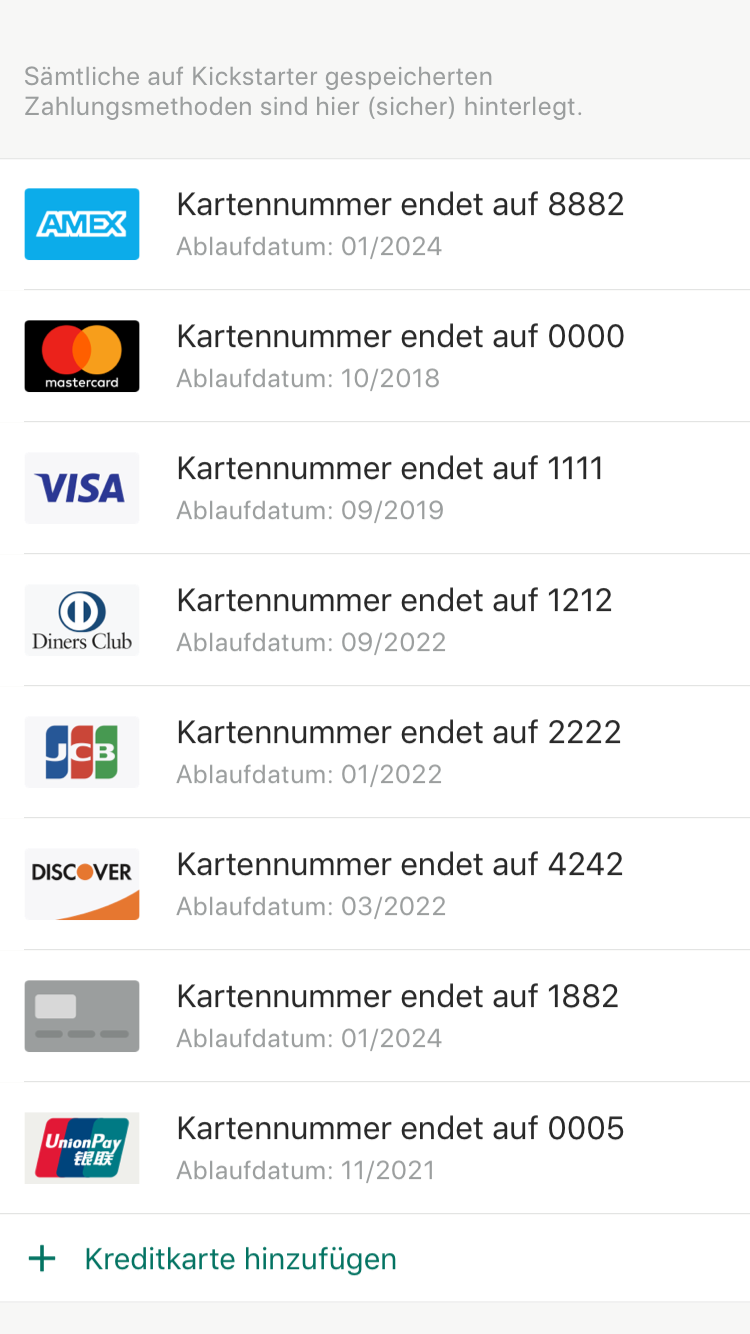 Sämtliche auf Kickstarter gespeicherten
Zahlungsmethoden sind hier (sicher) hinterlegt.
AMEX
Kartennummer endet auf 8882
Ablaufdatum: 01/2024
mastercard
Kartennummer endet auf 0000
Ablaufdatum: 10/2018
VISA
Kartennummer endet auf 1111
Ablaufdatum: 09/2019
Diners Club
Kartennummer endet auf 1212
Ablaufdatum: 09/2022
JCB
Kartennummer endet auf 2222
Ablaufdatum: 01/2022
DISCOVER
Kartennummer endet auf 4242
Ablaufdatum: 03/2022
Kartennummer endet auf 1882
Ablaufdatum: 01/2024
UnionPay
银联
Kartennummer endet auf 0005
Ablaufdatum: 11/2021
+ Kreditkarte hinzufügen